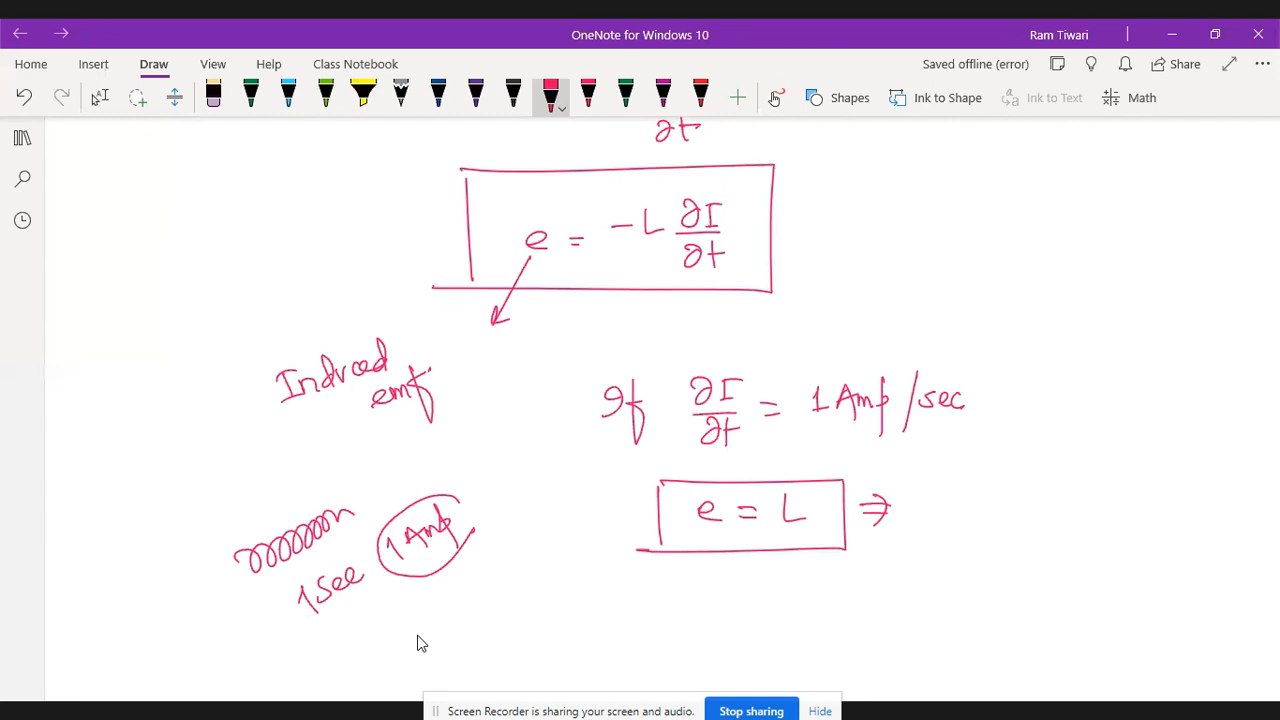 OneNote for Windows 10
Ram Tiwari
Home Insert Draw View Help Class Notebook
Saved offline (error)
Share
Shapes
Ink to Shape
Ink to Text
Math
∂t
e = -L ∂I/∂t
Induced
emf
If ∂I/∂t = 1 Amp/sec
e = L ⇒
1 Amp
1 Sec
Screen Recorder is sharing your screen and audio.
Stop sharing
Hide